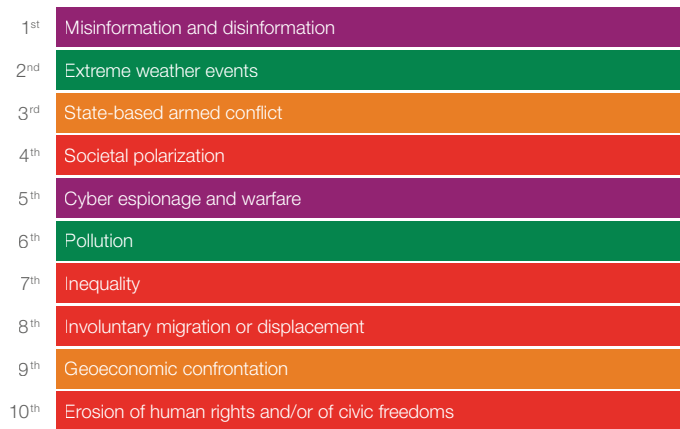 1st Misinformation and disinformation
2nd Extreme weather events
3rd State-based armed conflict
4th Societal polarization
5th Cyber espionage and warfare
6th Pollution
7th Inequality
8th Involuntary migration or displacement
9th Geoeconomic confrontation
10th Erosion of human rights and/or of civic freedoms